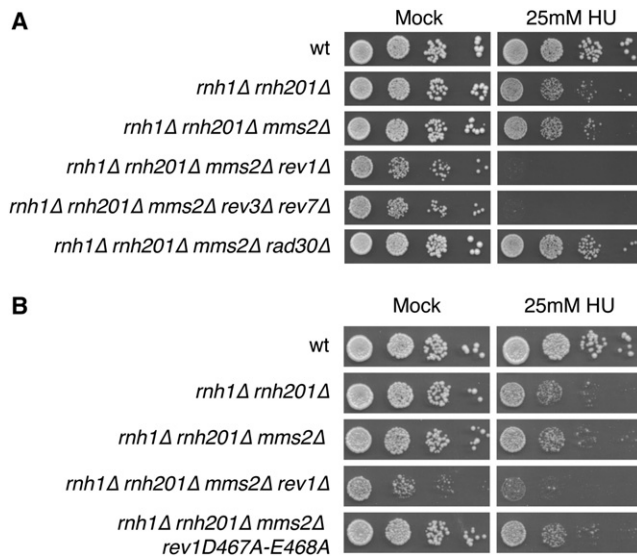 A
Mock 25mM HU
wt
rnh1Δ rnh201Δ
rnh1Δ rnh201Δ mms2Δ
rnh1Δ rnh201Δ mms2Δ rev1Δ
rnh1Δ rnh201Δ mms2Δ rev3Δ rev7Δ
rnh1Δ rnh201Δ mms2Δ rad30Δ
B
Mock 25mM HU
wt
rnh1Δ rnh201Δ
rnh1Δ rnh201Δ mms2Δ
rnh1Δ rnh201Δ mms2Δ rev1Δ
rnh1Δ rnh201Δ mms2Δ
rev1D467A-E468A